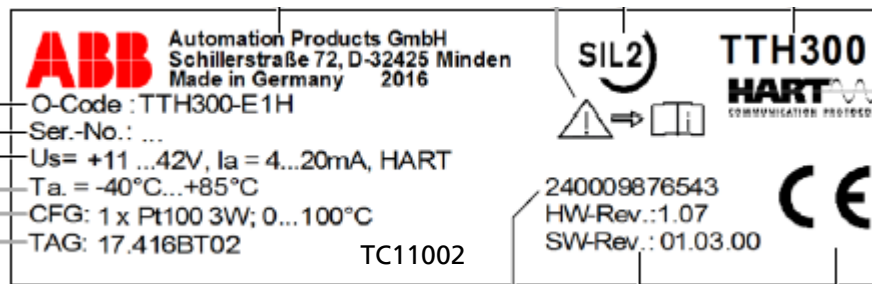 ABB
Automation Products GmbH
Schillerstraße 72, D-32425 Minden
Made in Germany 2016
SIL2
TTH300
HART
COMMUNICATION PROTOCOL
O-Code : TTH300-E1H
Ser.-No.: ...
Us= +11 ...42V, Ia = 4...20mA, HART
Ta. = -40°C...+85°C
CFG: 1 x Pt100 3W; 0...100°C
TAG: 17.416BT02
TC11002
240009876543
HW-Rev.:1.07
SW-Rev.: 01.03.00
CE